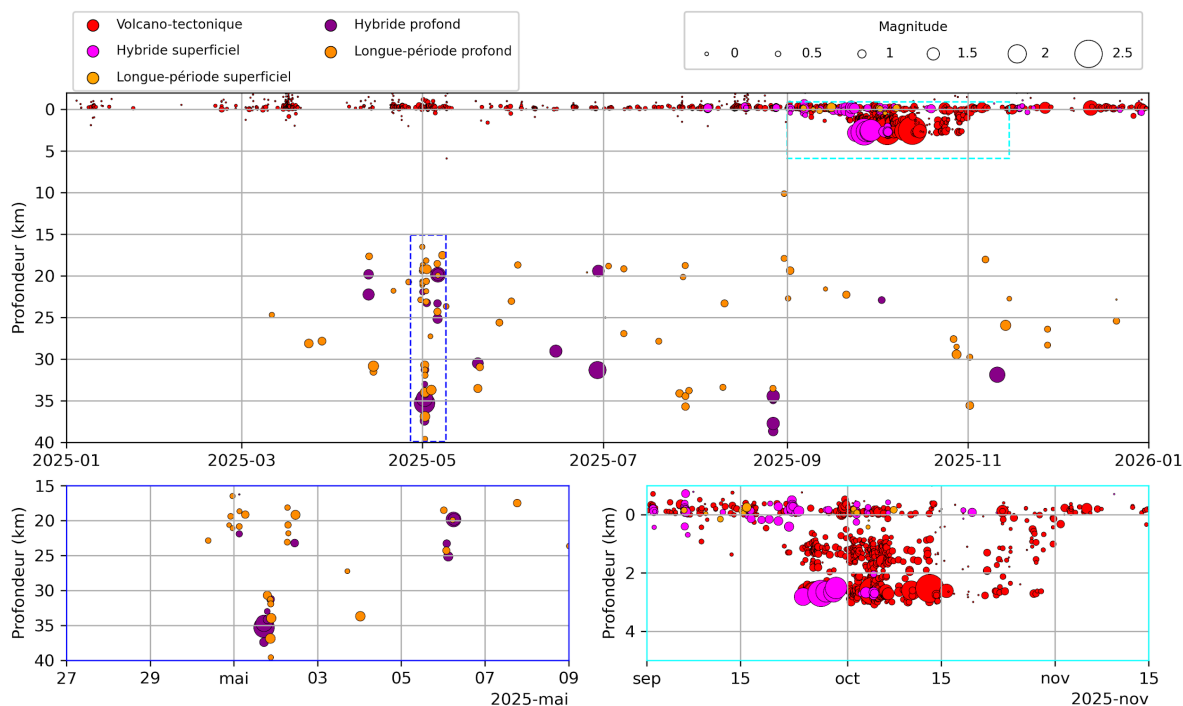 Volcano-tectonique
Hybride superficiel
Longue-période superficiel
Hybride profond
Longue-période profond
Magnitude
0 0.5 1 1.5 2 2.5
Profondeur (km)
0
5
10
15
20
25
30
35
40
2025-01 2025-03 2025-05 2025-07 2025-09 2025-11 2026-01
Profondeur (km)
15
20
25
30
35
40
27 29 mai 03 05 07 09
2025-mai
Profondeur (km)
0
2
4
sep 15 oct 15 nov 15
2025-nov